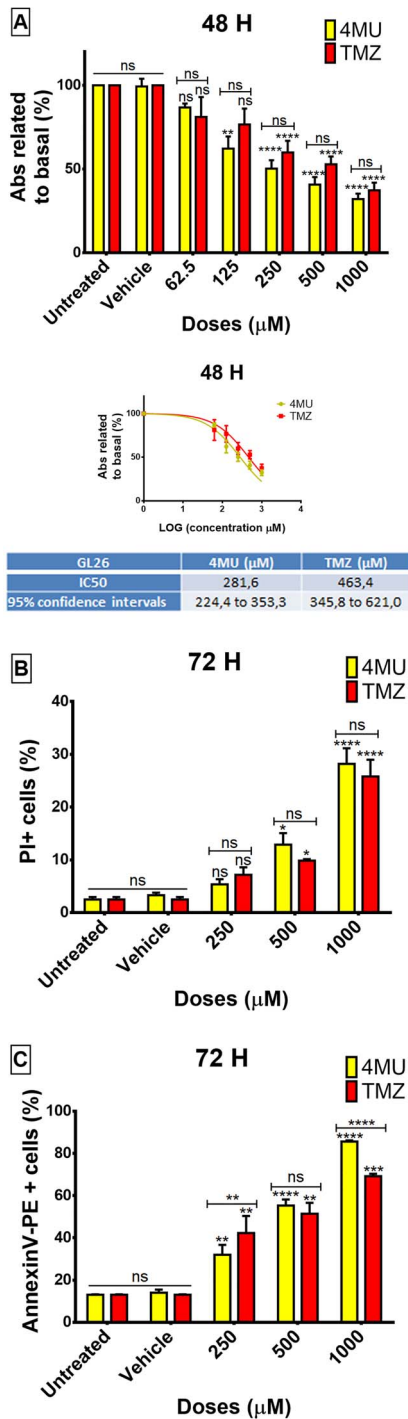 A
48 H
4MU
TMZ
Abs related
to basal (%)
100
50
0
ns
ns
ns
ns
ns
ns
**
ns
****
****
ns
****
****
ns
****
****
Untreated
Vehicle
62.5
125
250
500
1000
Doses (μM)
48 H
4MU
TMZ
Abs related
to basal (%)
100
50
0
0 1 2 3 4
LOG (concentration μM)
GL26 4MU (μM) TMZ (μM)
IC50 281,6 463,4
95% confidence intervals 224,4 to 353,3 345,8 to 621,0
B
72 H
4MU
TMZ
PI+ cells (%)
40
30
20
10
0
ns
ns
ns
ns
ns
*
*
ns
****
****
Untreated
Vehicle
250
500
1000
Doses (μM)
C
72 H
4MU
TMZ
AnnexinV-PE + cells (%)
100
80
60
40
20
0
ns
**
**
**
ns
****
**
****
****
***
Untreated
Vehicle
250
500
1000
Doses (μM)